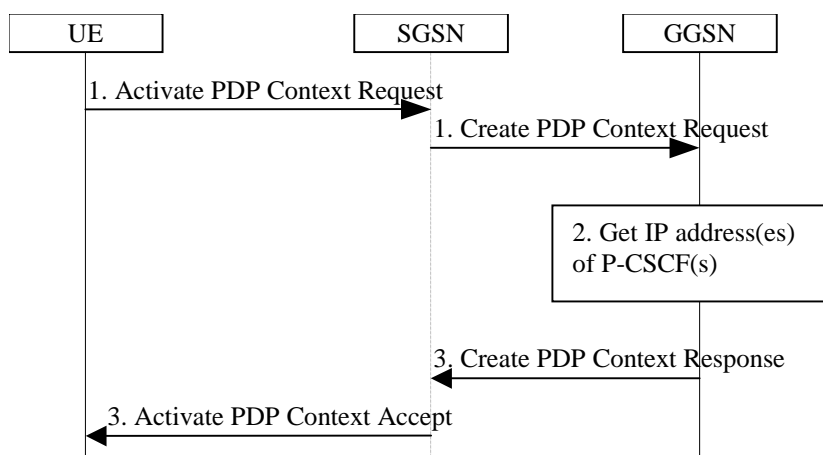 UE
SGSN
GGSN
1. Activate PDP Context Request
1. Create PDP Context Request
2. Get IP address(es)
of P-CSCF(s)
3. Create PDP Context Response
3. Activate PDP Context Accept